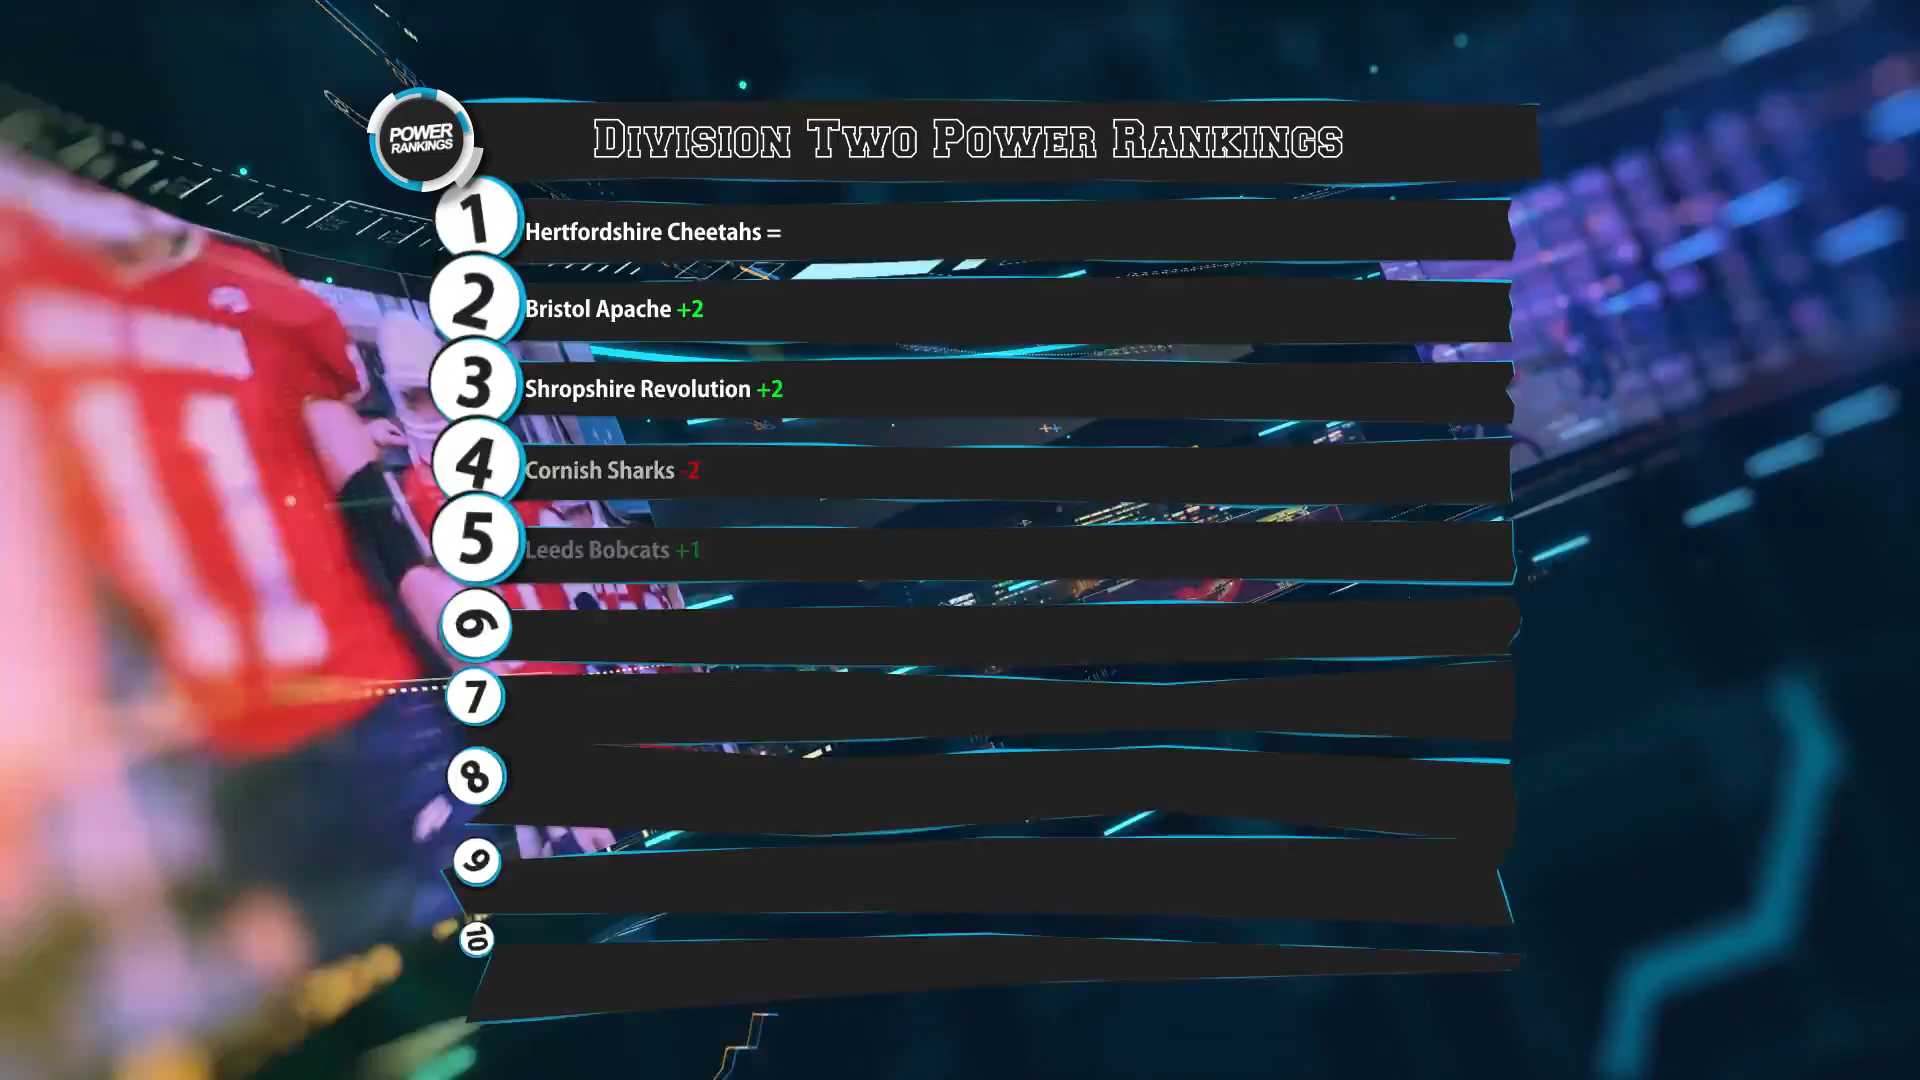 POWER
RANKINGS
Division Two Power Rankings
1
Hertfordshire Cheetahs =
2
Bristol Apache +2
3
Shropshire Revolution +2
4
Cornish Sharks -2
5
Leeds Bobcats +1
6
7
8
9
10